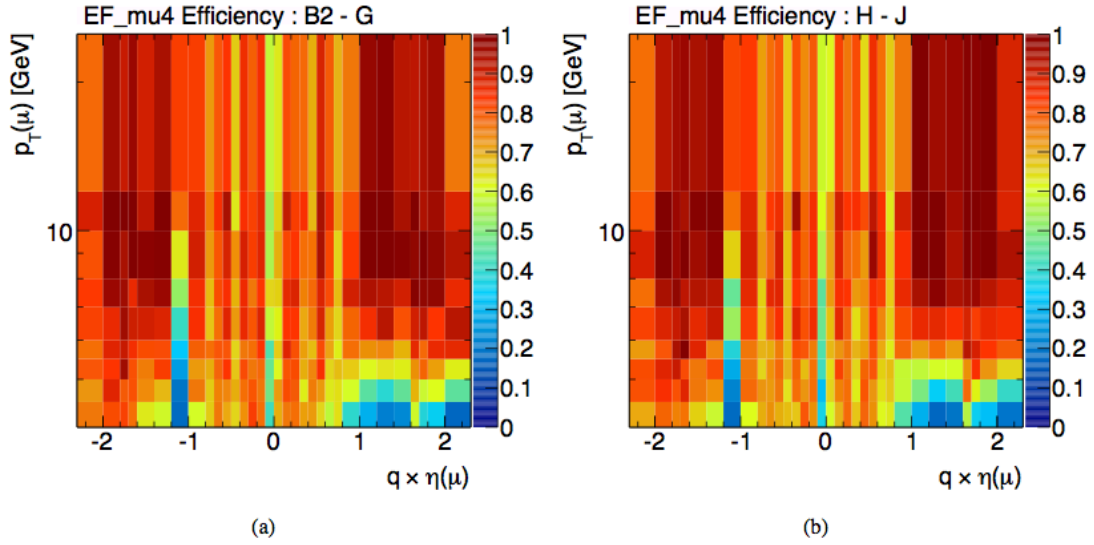 EF_mu4 Efficiency : B2 - G
p_T(μ) [GeV]
10
-2 -1 0 1 2
q × η(μ)
1
0.9
0.8
0.7
0.6
0.5
0.4
0.3
0.2
0.1
0
(a)
EF_mu4 Efficiency : H - J
p_T(μ) [GeV]
10
-2 -1 0 1 2
q × η(μ)
1
0.9
0.8
0.7
0.6
0.5
0.4
0.3
0.2
0.1
0
(b)